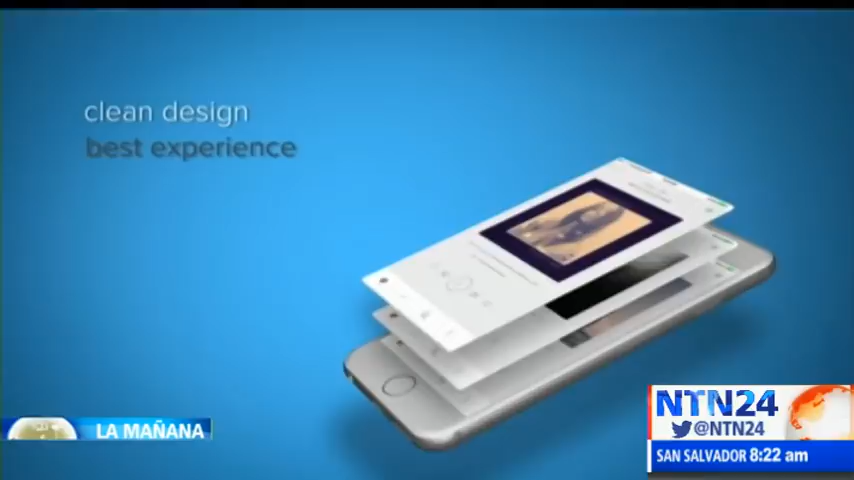 clean design
best experience
LA MAÑANA
NTN24
@NTN24
SAN SALVADOR 8:22 am